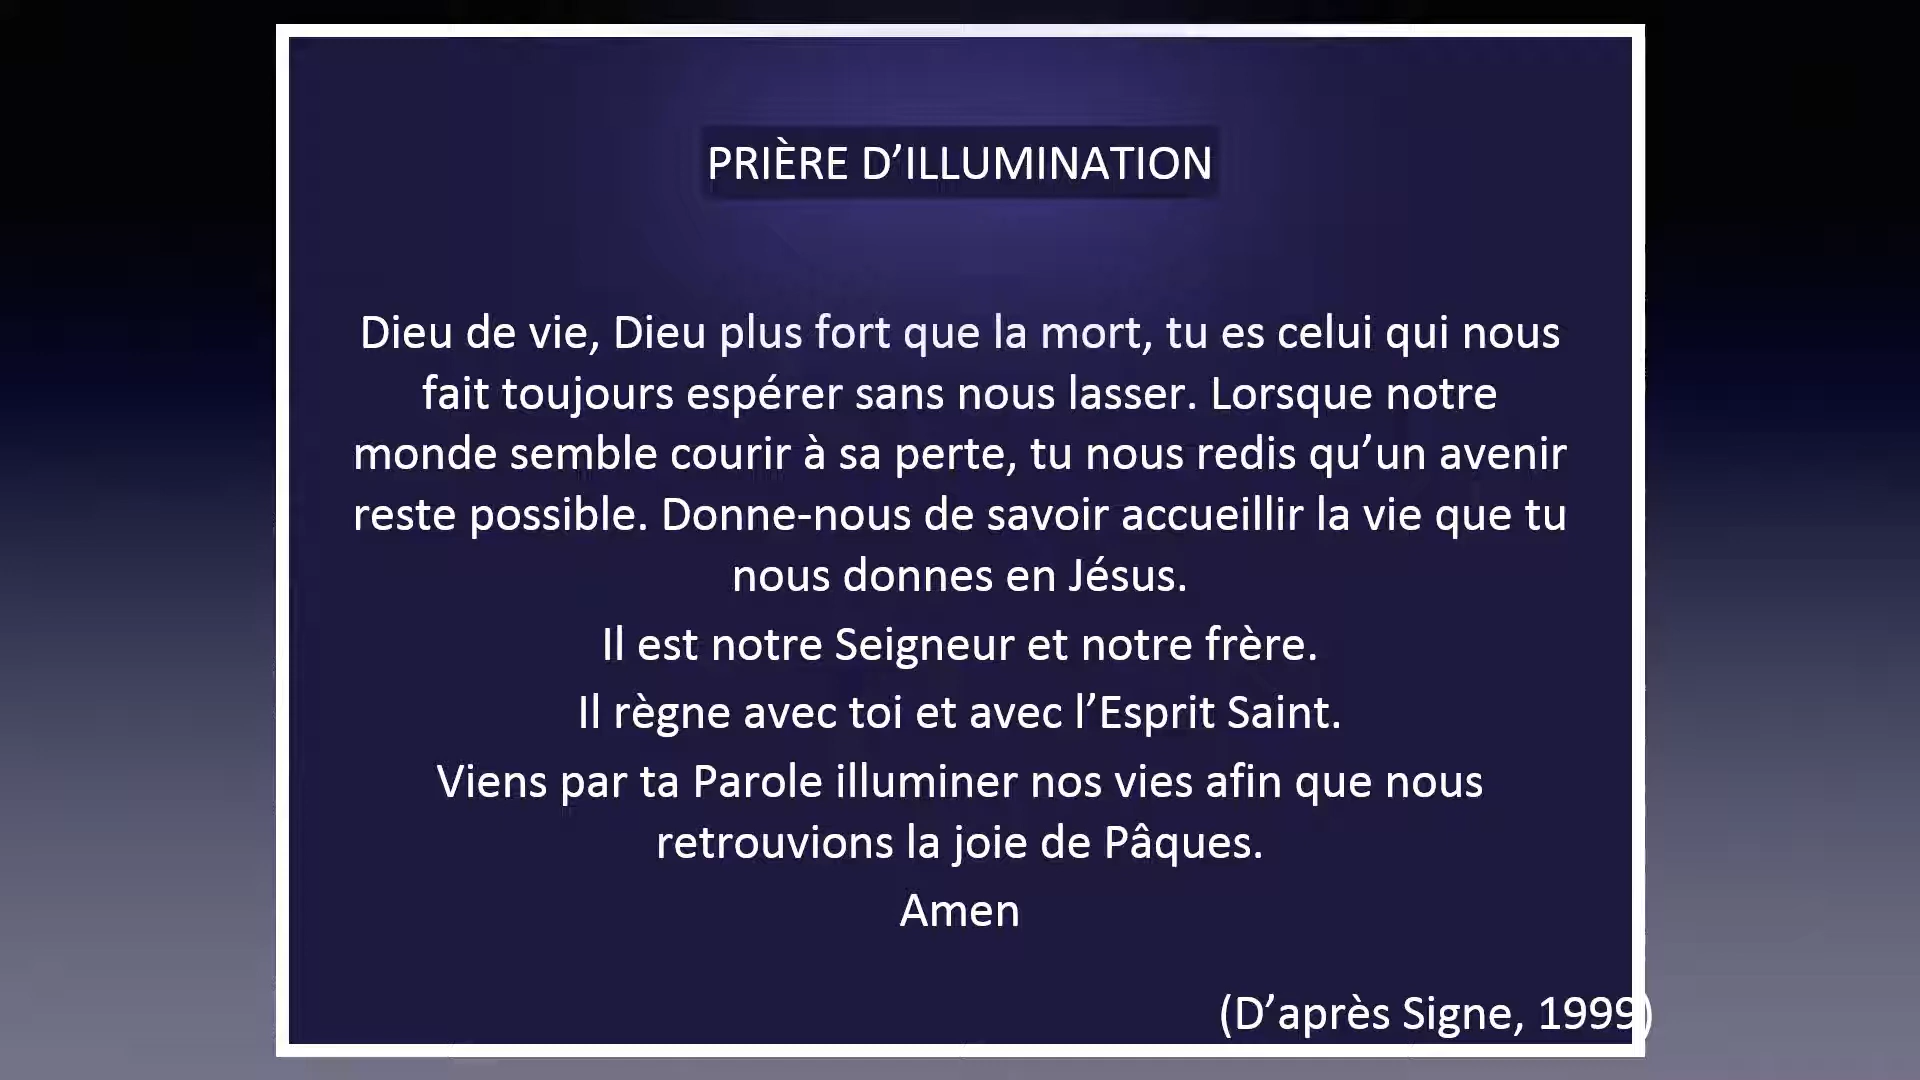 PRIÈRE D’ILLUMINATION
Dieu de vie, Dieu plus fort que la mort, tu es celui qui nous
fait toujours espérer sans nous lasser. Lorsque notre
monde semble courir à sa perte, tu nous redis qu’un avenir
reste possible. Donne-nous de savoir accueillir la vie que tu
nous donnes en Jésus.
Il est notre Seigneur et notre frère.
Il règne avec toi et avec l’Esprit Saint.
Viens par ta Parole illuminer nos vies afin que nous
retrouvions la joie de Pâques.
Amen
(D’après Signe, 1999)